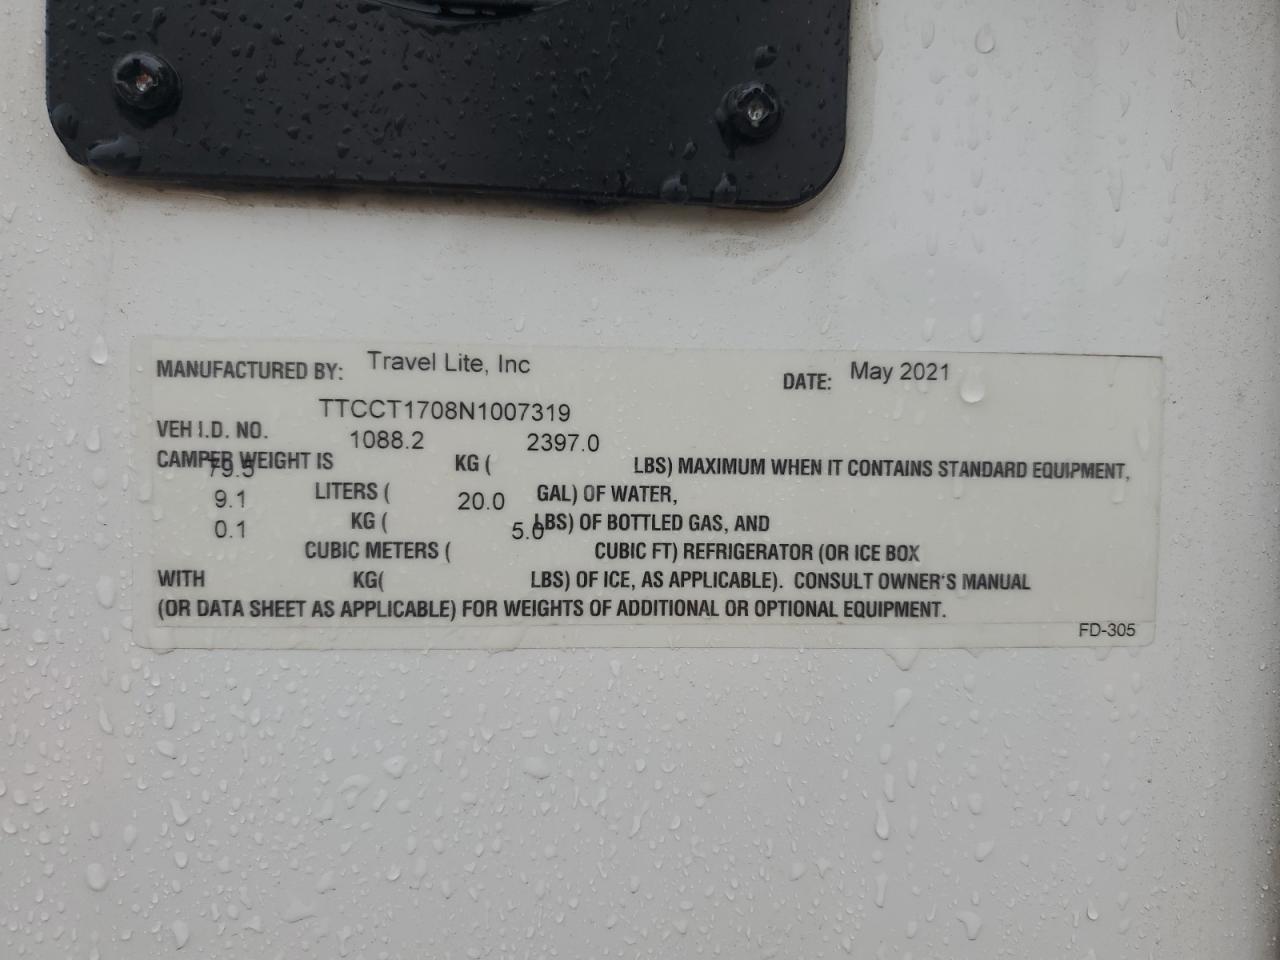 MANUFACTURED BY: Travel Lite, Inc DATE: May 2021
TTCCT1708N1007319
VEH I.D. NO. 1088.2 2397.0
CAMPER WEIGHT IS KG ( LBS) MAXIMUM WHEN IT CONTAINS STANDARD EQUIPMENT,
79.5 LITERS ( GAL) OF WATER,
9.1 KG ( 20.0 LBS) OF BOTTLED GAS, AND
0.1 CUBIC METERS ( 5.0 CUBIC FT) REFRIGERATOR (OR ICE BOX
WITH KG( LBS) OF ICE, AS APPLICABLE). CONSULT OWNER'S MANUAL
(OR DATA SHEET AS APPLICABLE) FOR WEIGHTS OF ADDITIONAL OR OPTIONAL EQUIPMENT.
FD-305